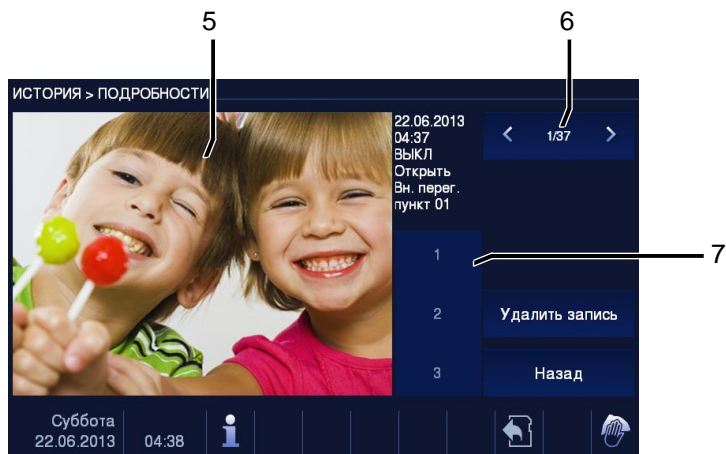 5
6
ИСТОРИЯ > ПОДРОБНОСТИ
22.06.2013
04:37
ВЫКЛ
Открыть
Вн. перег.
пункт 01
< 1/37 >
1
7
2
Удалить запись
3
Назад
Суббота
22.06.2013
04:38
i